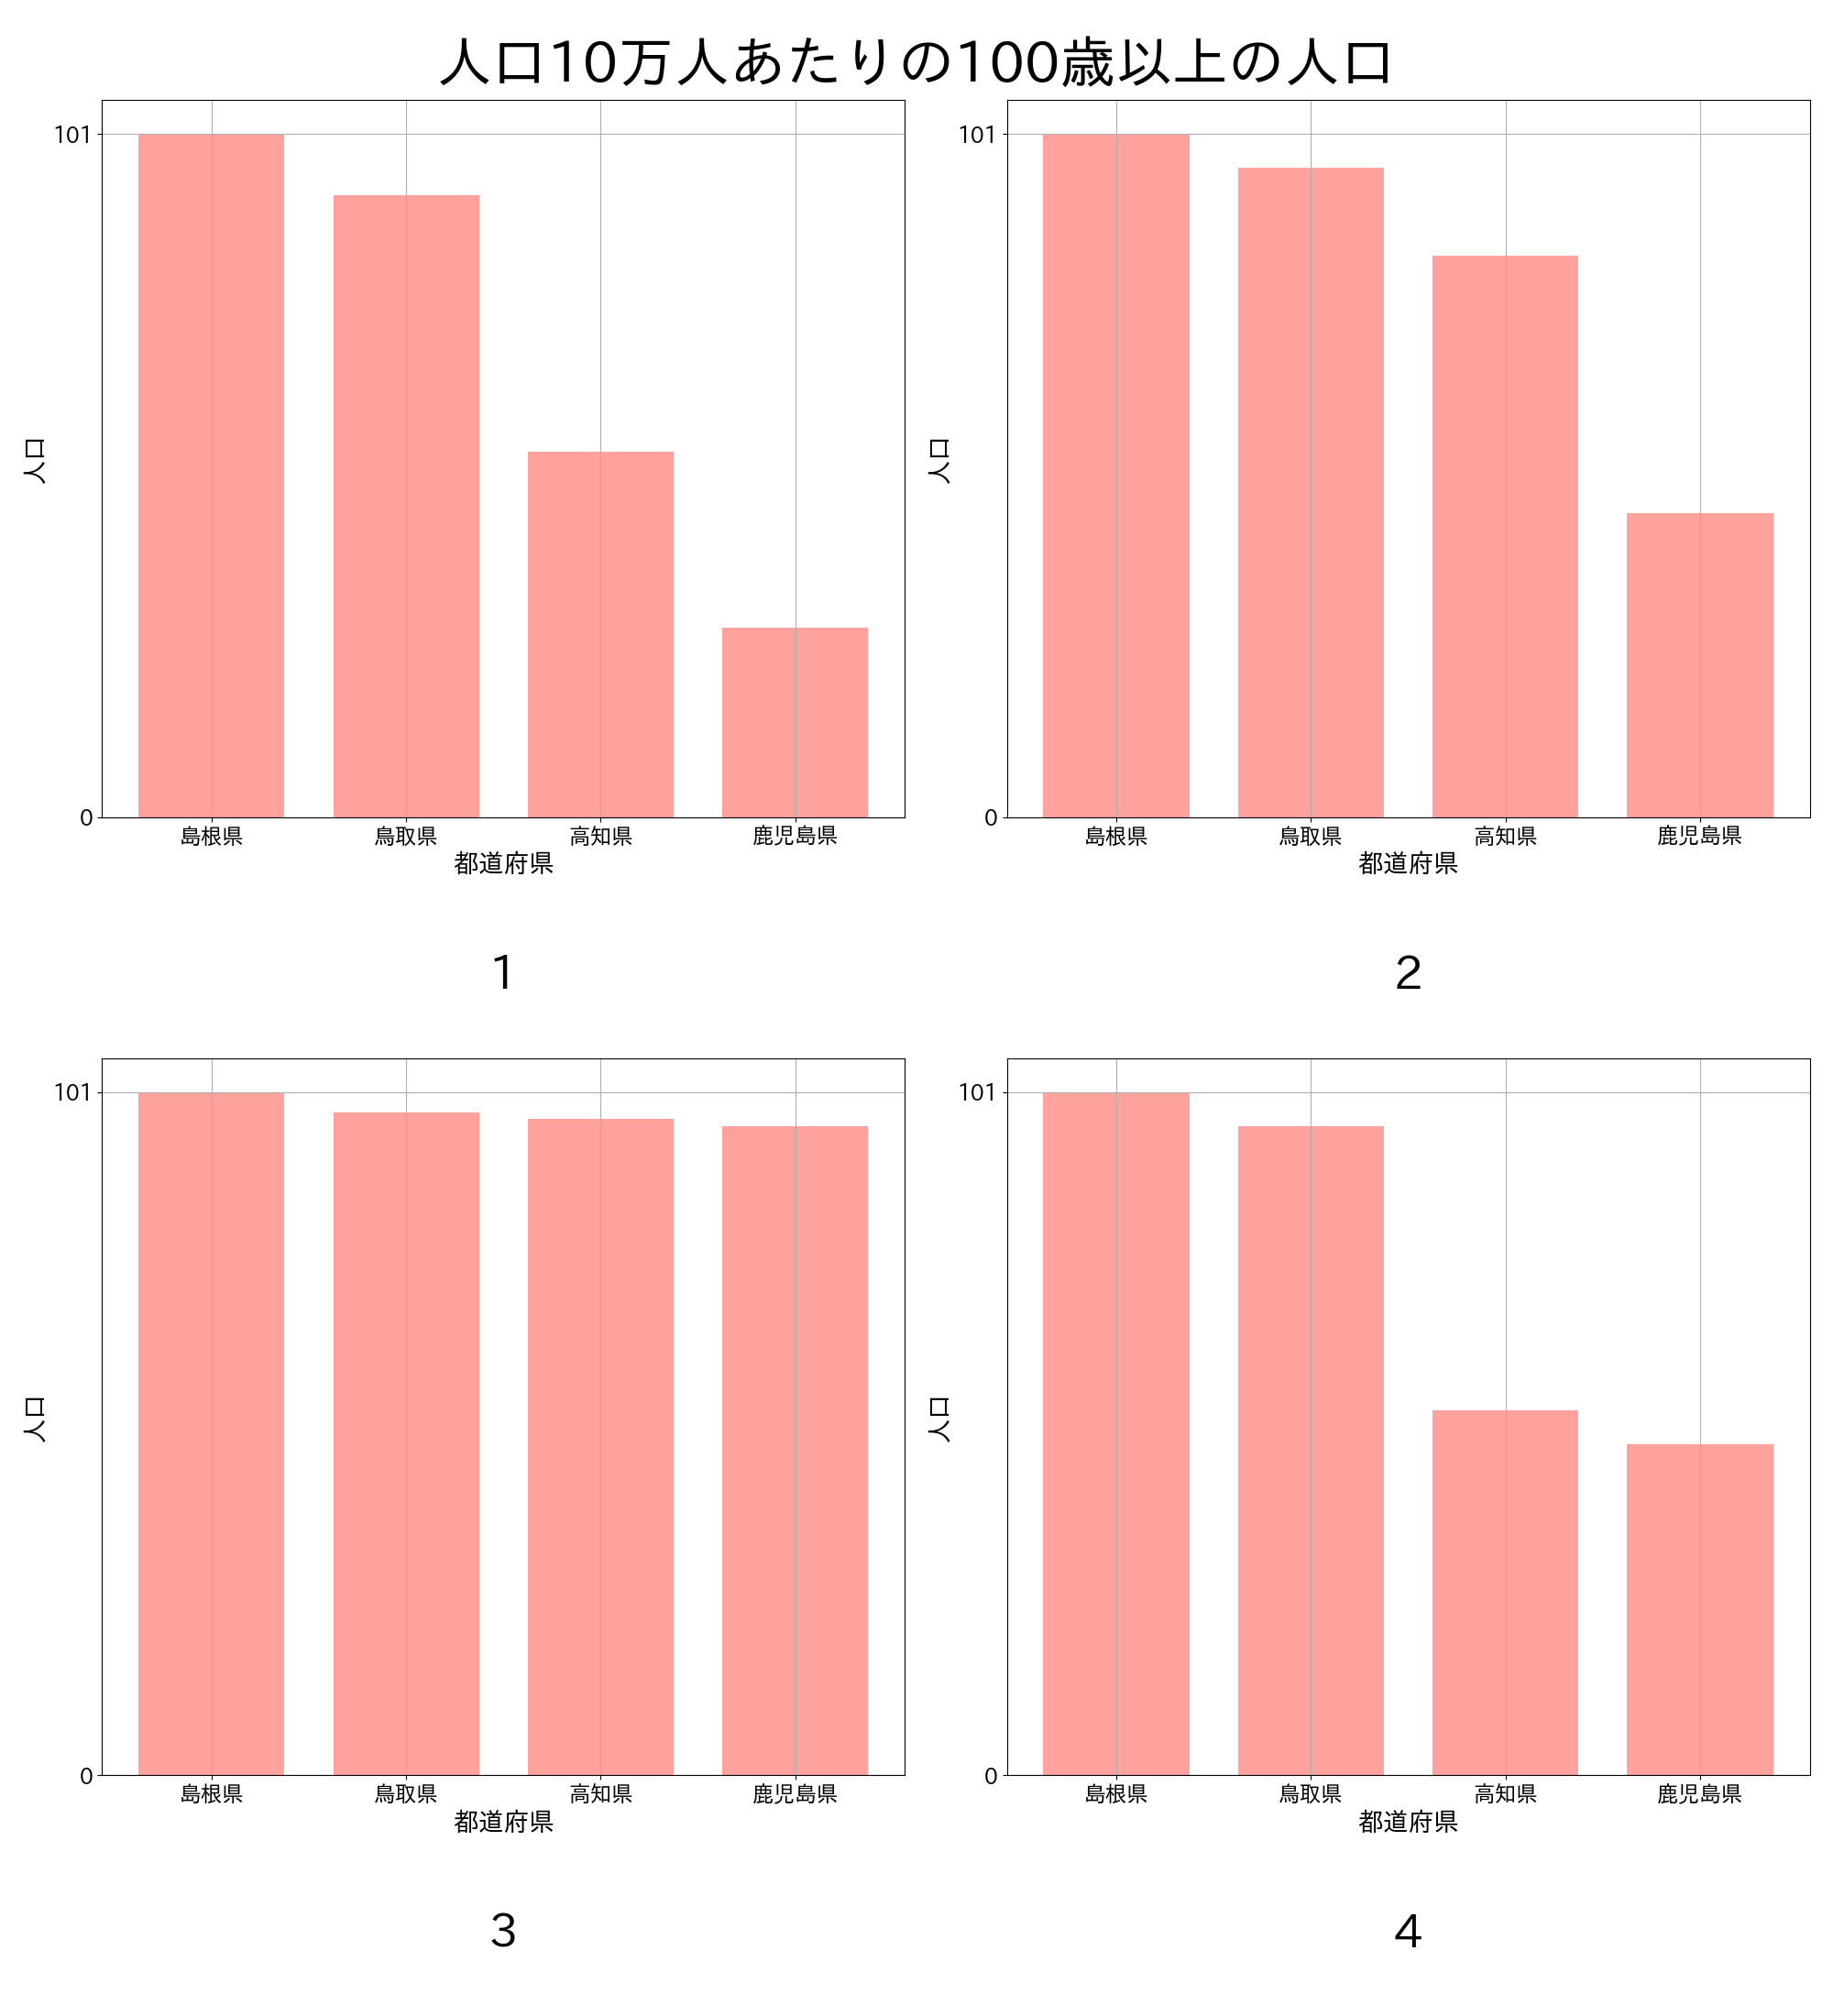 人口10万人あたりの100歳以上の人口
101
0
人口
島根県 鳥取県 高知県 鹿児島県
都道府県
1
101
0
人口
島根県 鳥取県 高知県 鹿児島県
都道府県
2
101
0
人口
島根県 鳥取県 高知県 鹿児島県
都道府県
3
101
0
人口
島根県 鳥取県 高知県 鹿児島県
都道府県
4